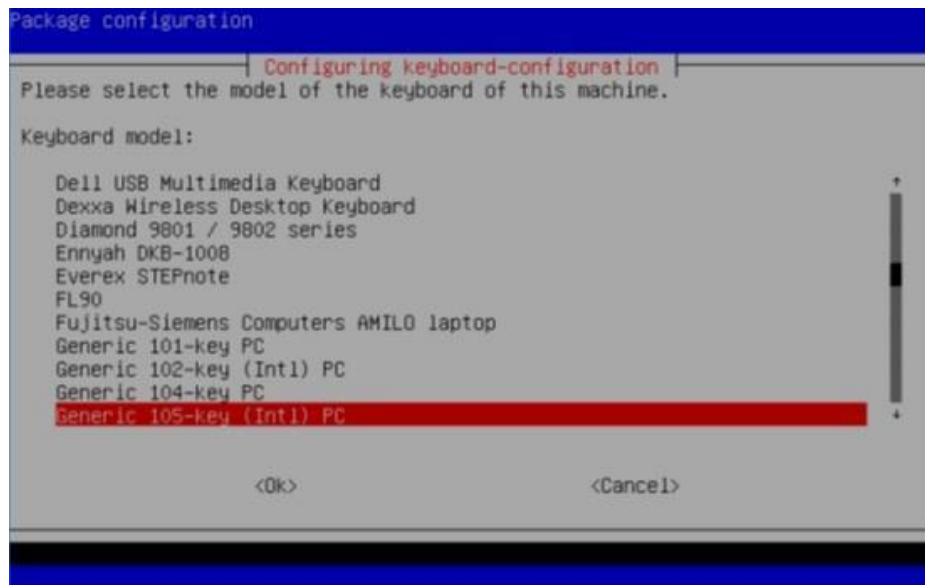 Package configuration
Configuring keyboard-configuration
Please select the model of the keyboard of this machine.
Keyboard model:
Dell USB Multimedia Keyboard
Dexxa Wireless Desktop Keyboard
Diamond 9801 / 9802 series
Ennyah DKB-1008
Everex STEPnote
FL90
Fujitsu-Siemens Computers AMILO laptop
Generic 101-key PC
Generic 102-key (Intl) PC
Generic 104-key PC
Generic 105-key (Intl) PC
<Ok> <Cancel>